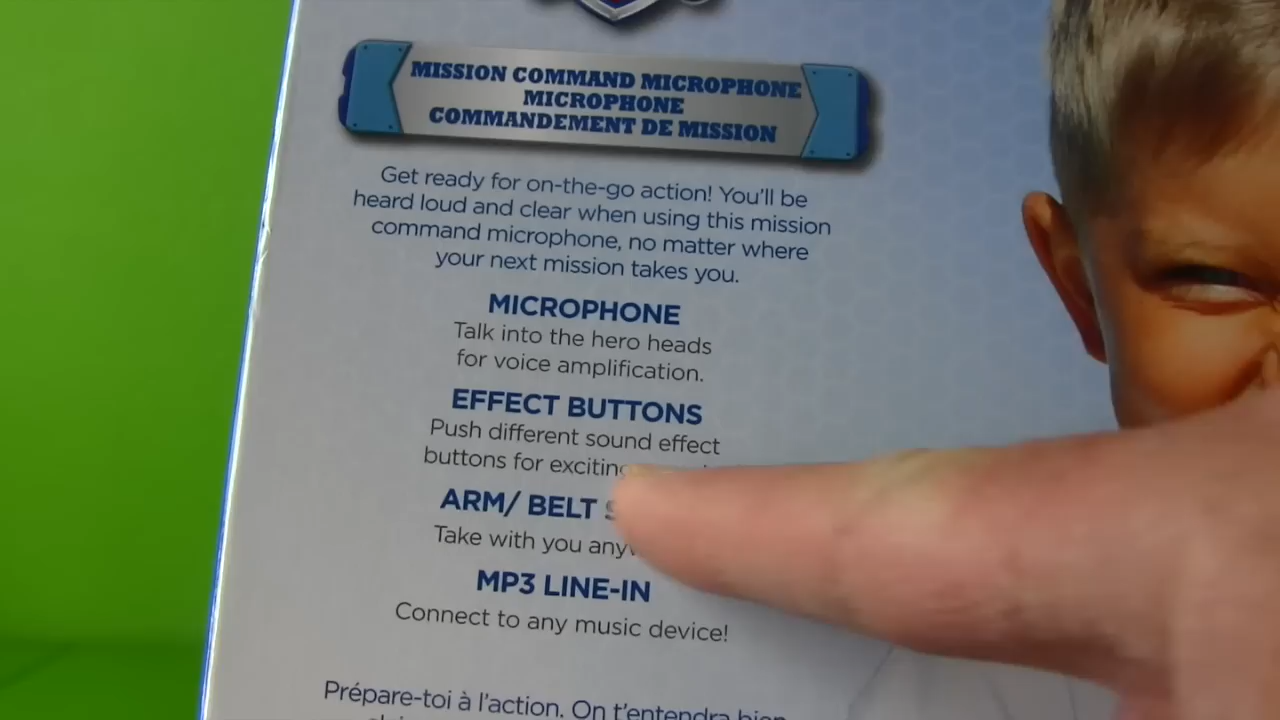 MISSION COMMAND MICROPHONE
MICROPHONE
COMMANDEMENT DE MISSION
Get ready for on-the-go action! You'll be
heard loud and clear when using this mission
command microphone, no matter where
your next mission takes you.
MICROPHONE
Talk into the hero heads
for voice amplification.
EFFECT BUTTONS
Push different sound effect
buttons for exciting
ARM/ BELT
Take with you
MP3 LINE-IN
Connect to any music device!
Prépare-toi à l'action. On t'entendra bien